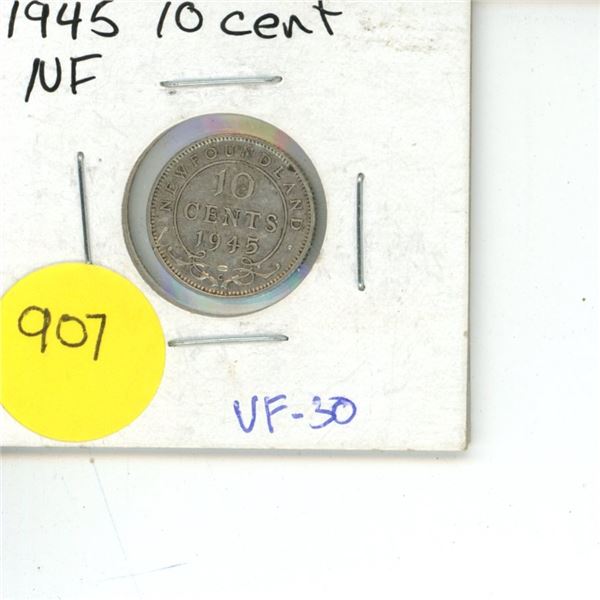 1945 10 cent
NF
NEWFOUNDLAND
10
CENTS
1945
907
VF-30